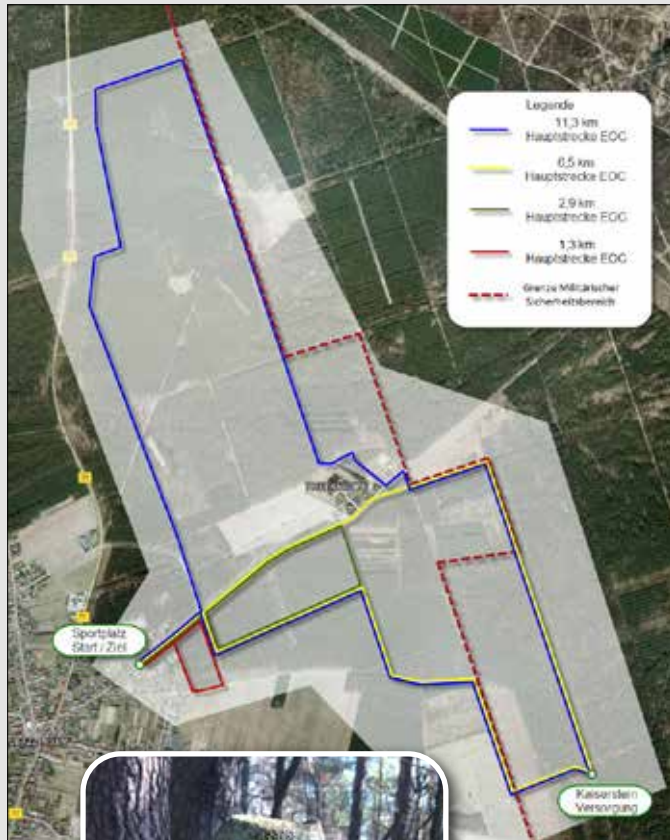 Legende
11,3 km
Hauptstrecke EOC
6,5 km
Hauptstrecke EOC
2,9 km
Hauptstrecke EOC
1,3 km
Hauptstrecke EOC
Grenze Militärischer
Sicherheitsbereich
Sportplatz
Start / Ziel
Kaiserstein
Versorgung